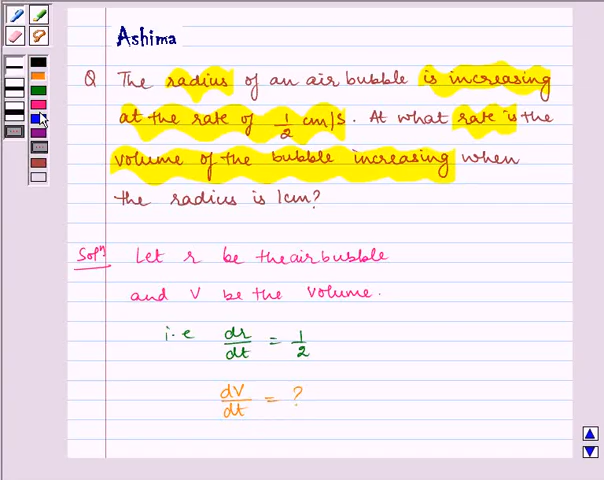 Ashima
Q The radius of an air bubble is increasing
at the rate of 1/2 cm/s. At what rate is the
volume of the bubble increasing when
the radius is 1cm?
Solⁿ Let r be the air bubble
and V be the volume.
i.e dr/dt = 1/2
dV/dt = ?